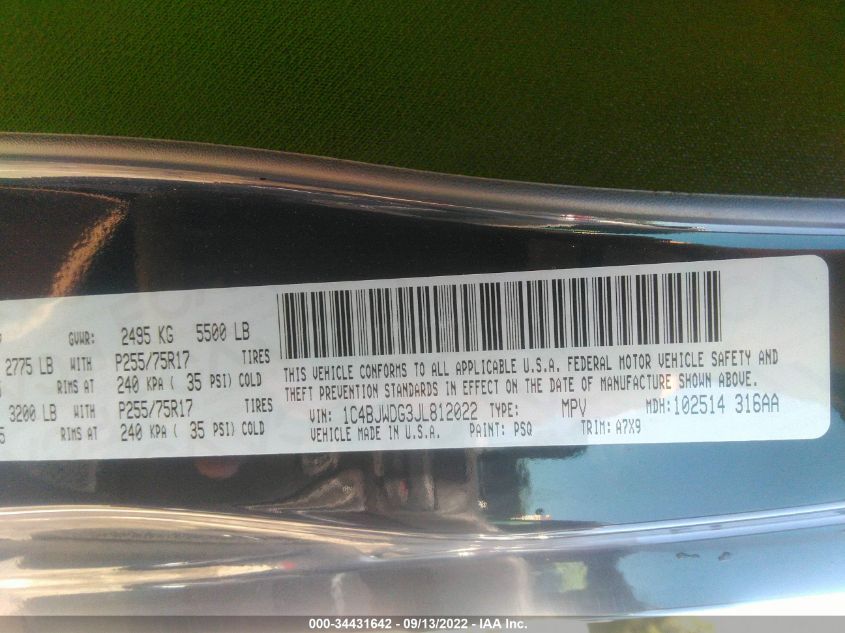 GVWR: 2495 KG 5500 LB
2775 LB WITH P255/75R17 TIRES
RIMS AT 240 KPA ( 35 PSI) COLD
3200 LB WITH P255/75R17 TIRES
RIMS AT 240 KPA ( 35 PSI) COLD
THIS VEHICLE CONFORMS TO ALL APPLICABLE U.S.A. FEDERAL MOTOR VEHICLE SAFETY AND
THEFT PREVENTION STANDARDS IN EFFECT ON THE DATE OF MANUFACTURE SHOWN ABOVE.
VIN: 1C4BJWDG3JL812022 TYPE: MPV MDH: 102514 316AA
VEHICLE MADE IN U.S.A. PAINT: PSQ TRIM: A7X9
000-34431642 - 09/13/2022 - IAA Inc.